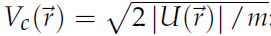 V_c(\vec{r}) = \sqrt{2 |U(\vec{r})| / m}: